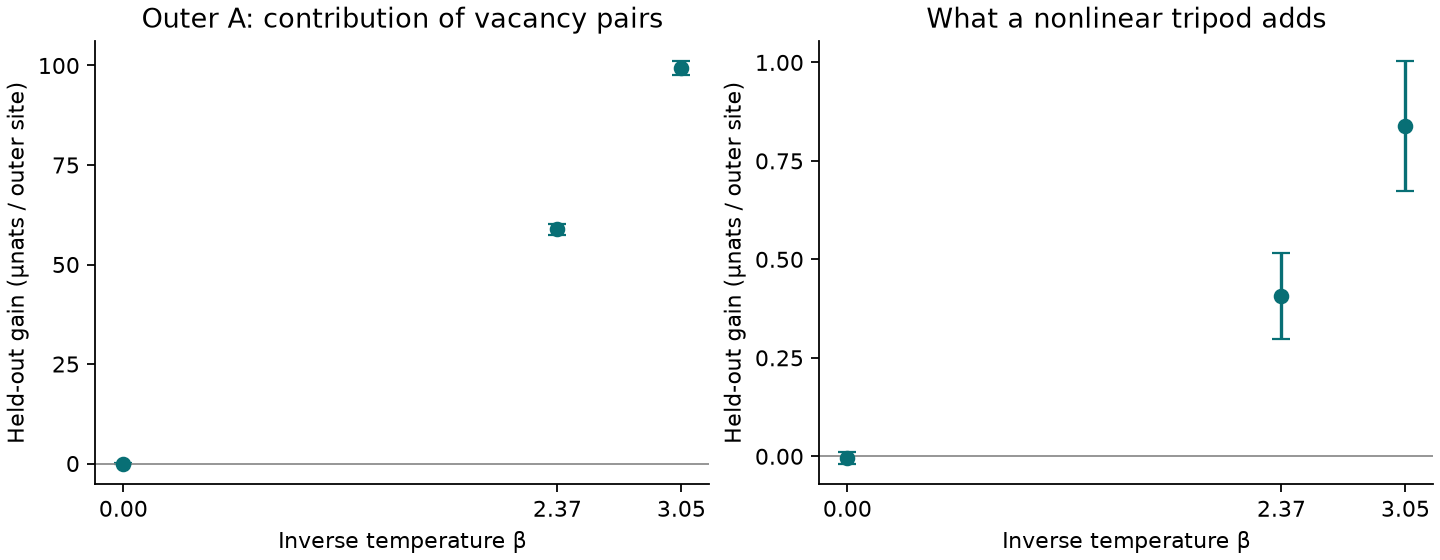 Outer A: contribution of vacancy pairs
Held-out gain (µnats / outer site)
100
75
50
25
0
0.00 2.37 3.05
Inverse temperature β
What a nonlinear tripod adds
Held-out gain (µnats / outer site)
1.00
0.75
0.50
0.25
0.00
0.00 2.37 3.05
Inverse temperature β